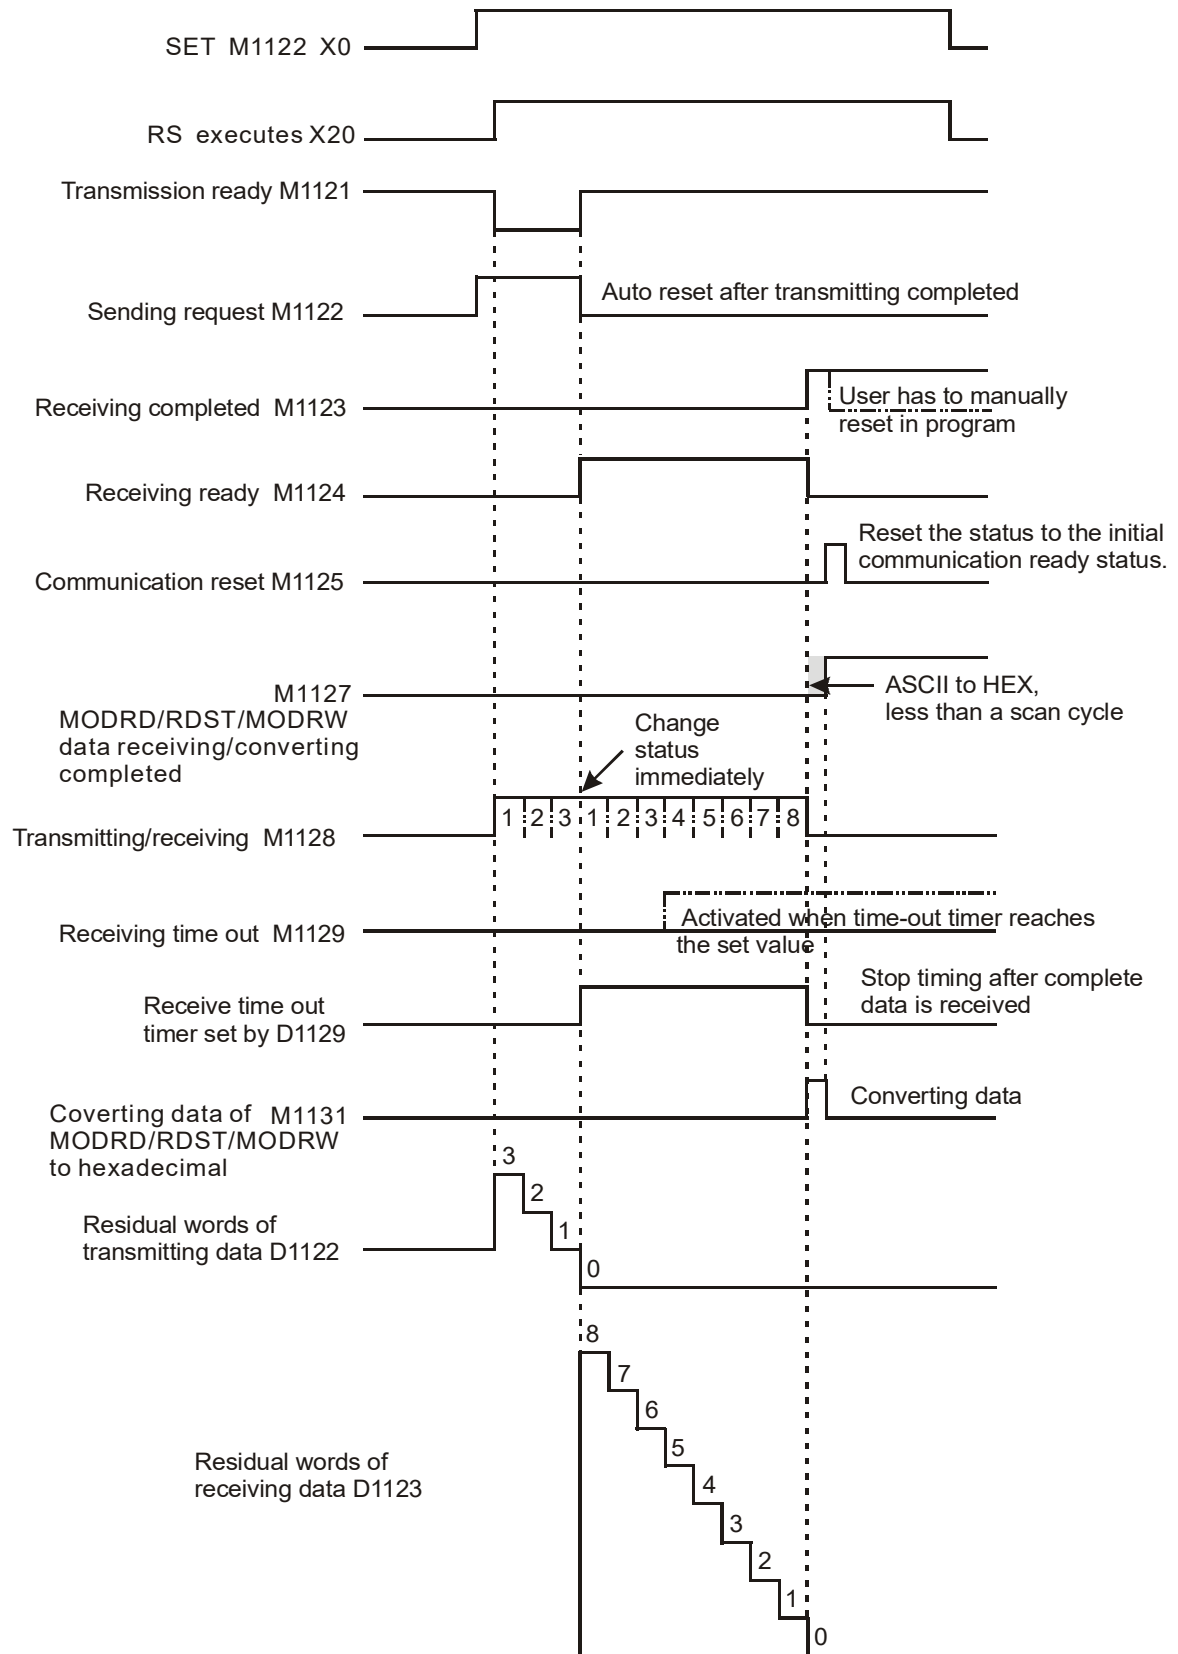 SET M1122 X0
RS executes X20
Transmission ready M1121
Sending request M1122
Auto reset after transmitting completed
Receiving completed M1123
User has to manually
reset in program
Receiving ready M1124
Communication reset M1125
Reset the status to the initial
communication ready status.
M1127
MODRD/RDST/MODRW
data receiving/converting
completed
ASCII to HEX,
less than a scan cycle
Change
status
immediately
Transmitting/receiving M1128
1 2 3 1 2 3 4 5 6 7 8
Receiving time out M1129
Activated when time-out timer reaches
the set value
Receive time out
timer set by D1129
Stop timing after complete
data is received
Coverting data of M1131
MODRD/RDST/MODRW
to hexadecimal
Converting data
Residual words of
transmitting data D1122
3
2
1
0
Residual words of
receiving data D1123
8
7
6
5
4
3
2
1
0